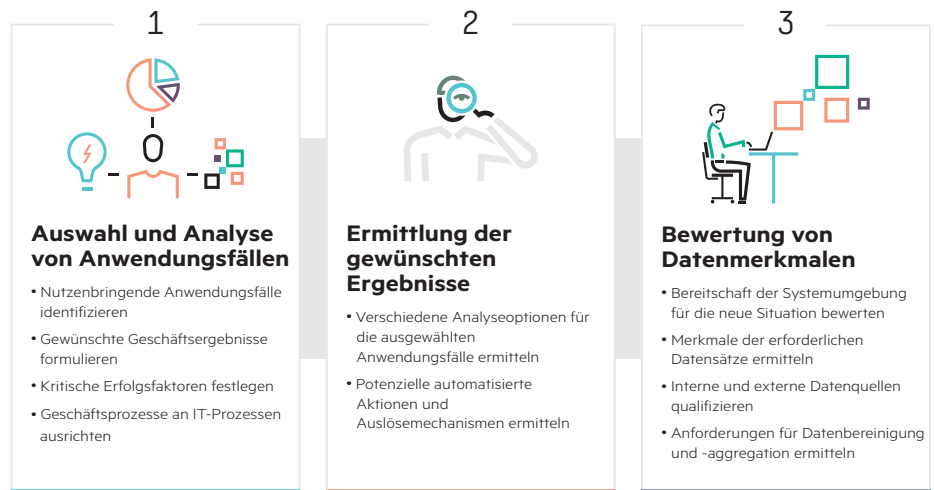 1
Auswahl und Analyse
von Anwendungsfällen
• Nutzenbringende Anwendungsfälle
identifizieren
• Gewünschte Geschäftsergebnisse
formulieren
• Kritische Erfolgsfaktoren festlegen
• Geschäftsprozesse an IT-Prozessen
ausrichten
2
Ermittlung der
gewünschten
Ergebnisse
• Verschiedene Analyseoptionen für
die ausgewählten
Anwendungsfälle ermitteln
• Potenzielle automatisierte
Aktionen und
Auslösemechanismen ermitteln
3
Bewertung von
Datenmerkmalen
• Bereitschaft der Systemumgebung
für die neue Situation bewerten
• Merkmale der erforderlichen
Datensätze ermitteln
• Interne und externe Datenquellen
qualifizieren
• Anforderungen für Datenbereinigung
und -aggregation ermitteln